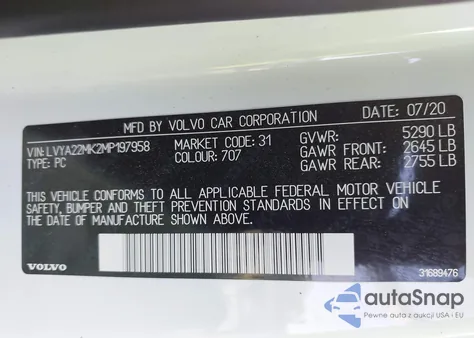 MFD BY VOLVO CAR CORPORATION DATE: 07/20
VIN: LVYA22MK2MP197958 MARKET CODE: 31 GVWR: 5290 LB
TYPE: PC COLOUR: 707 GAWR FRONT: 2645 LB
GAWR REAR: 2755 LB
THIS VEHICLE CONFORMS TO ALL APPLICABLE FEDERAL MOTOR VEHICLE
SAFETY, BUMPER AND THEFT PREVENTION STANDARDS IN EFFECT ON
THE DATE OF MANUFACTURE SHOWN ABOVE.
VOLVO 31689476
autoSnap
Pewne auta z aukcji USA i EU